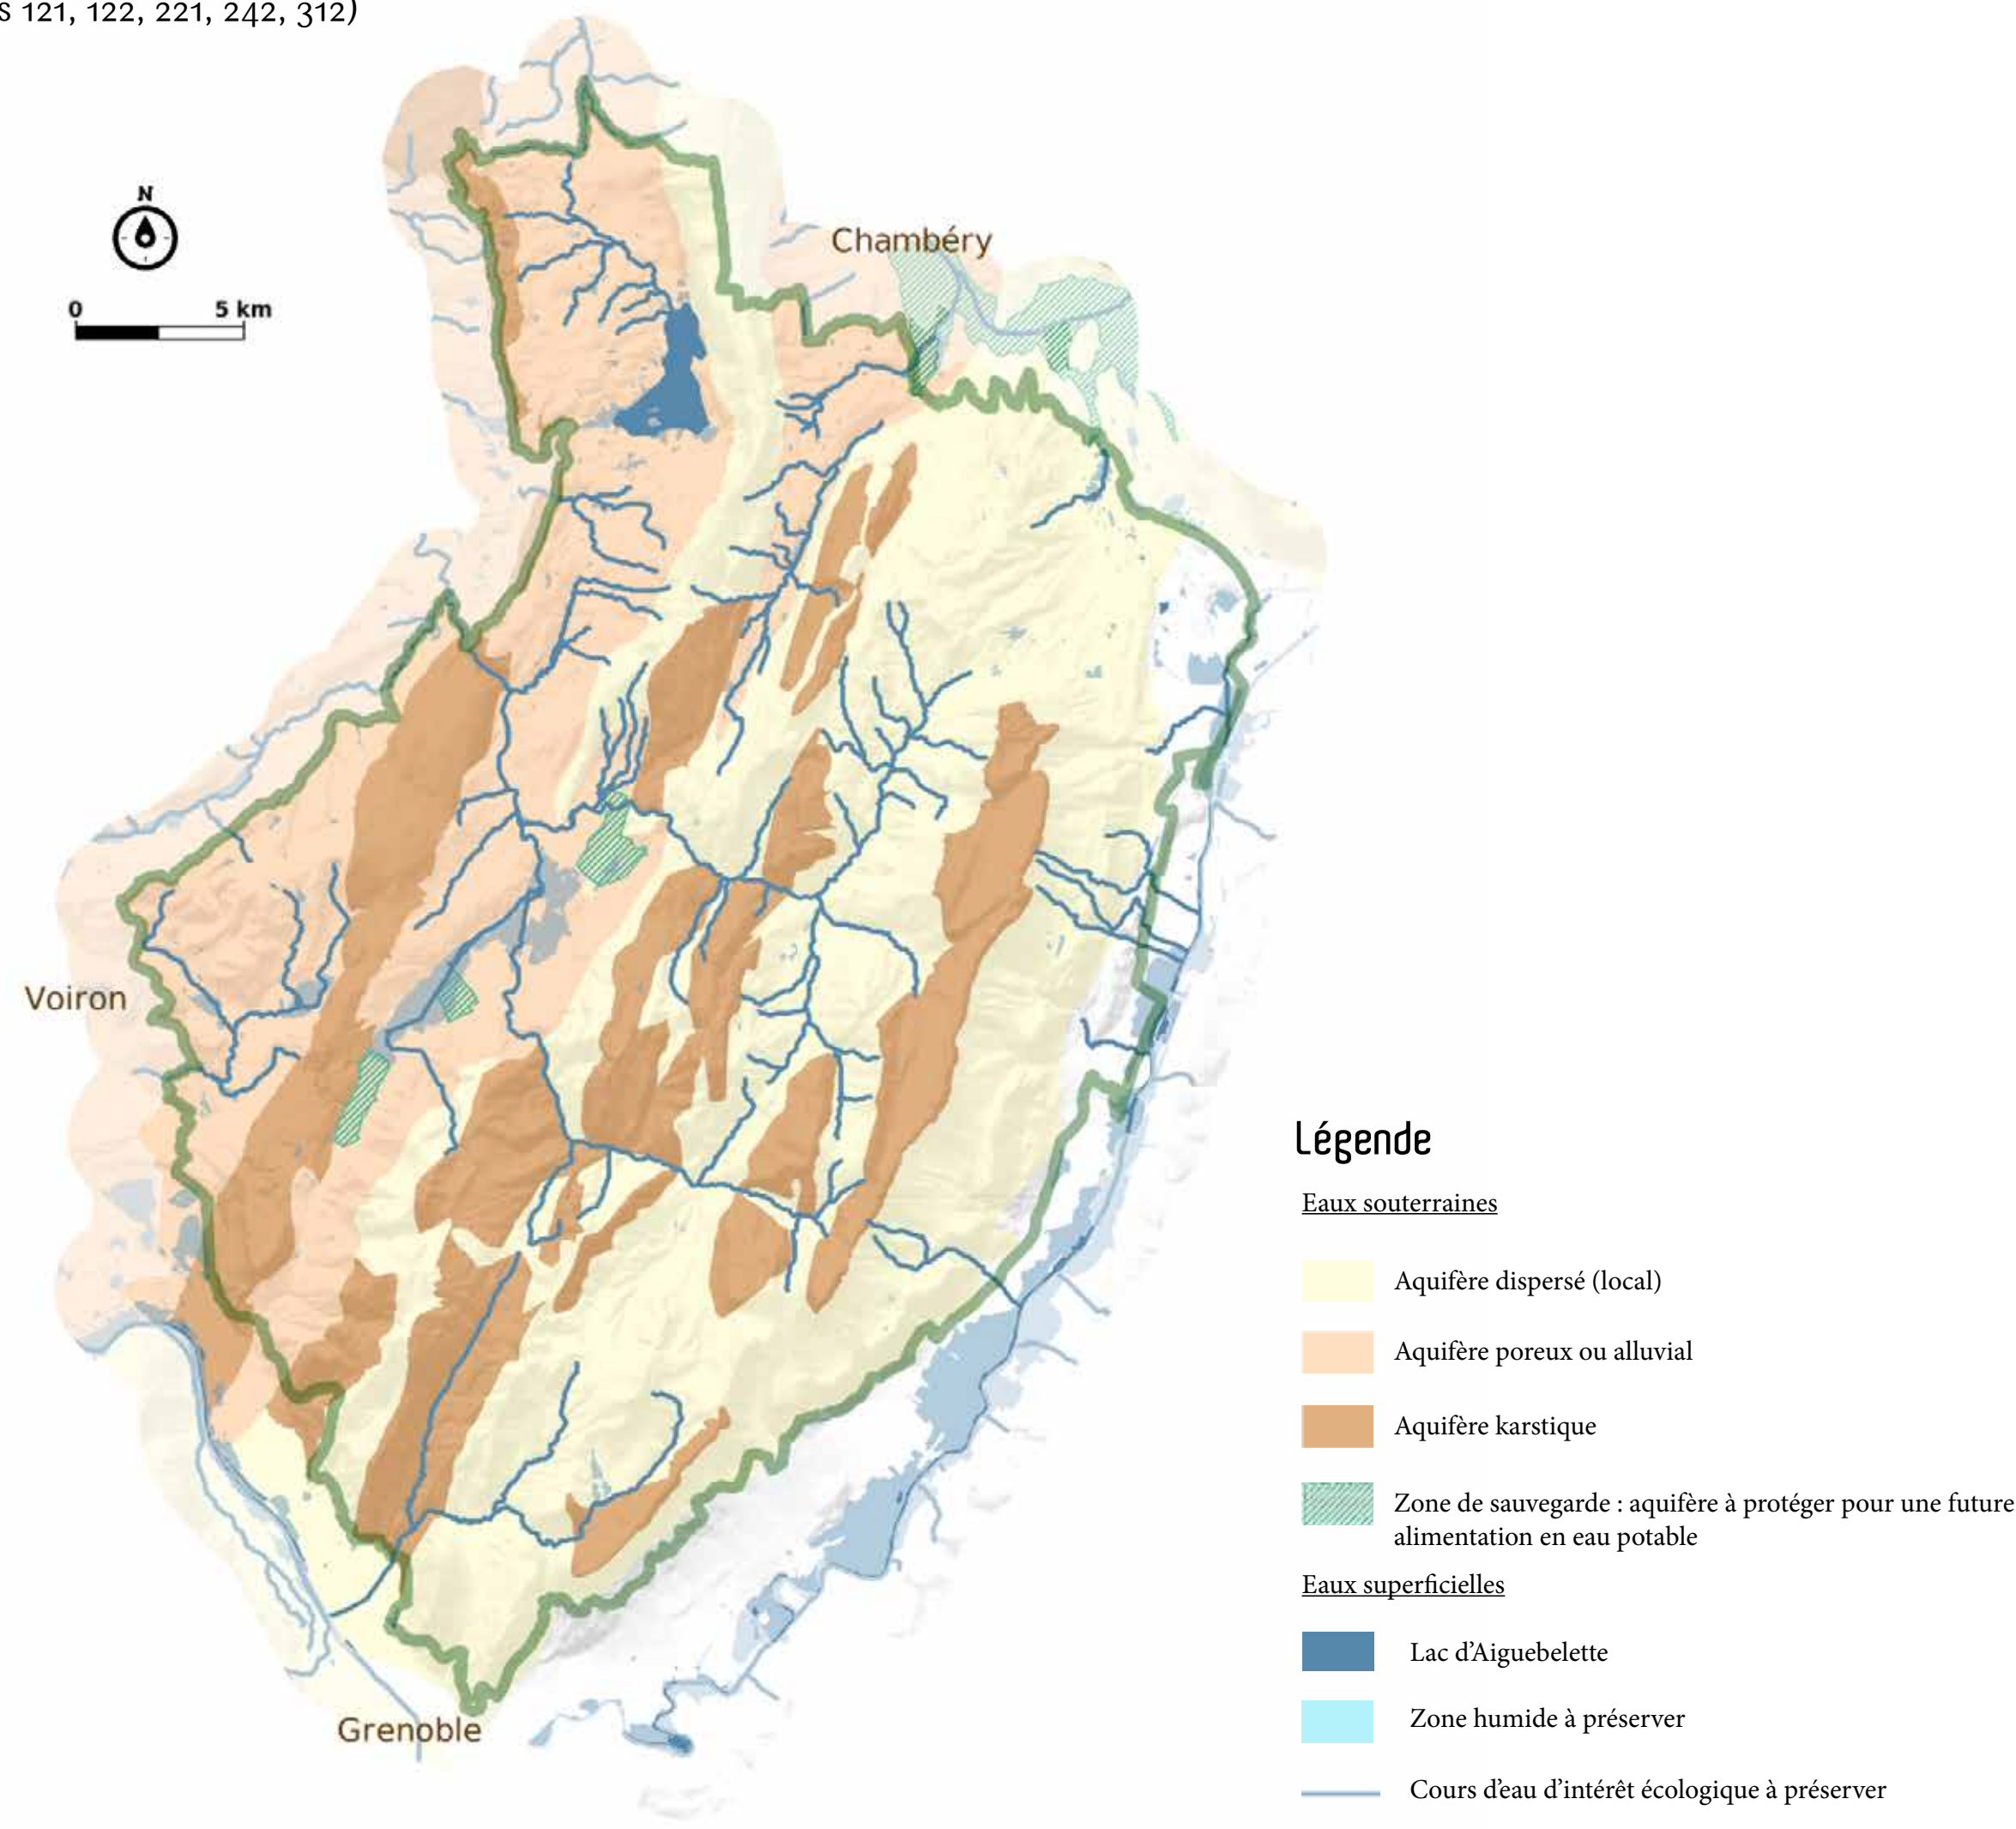 s 121, 122, 221, 242, 312)
N
0 5 km
Chambéry
Voiron
Grenoble
Légende
Eaux souterraines
Aquifère dispersé (local)
Aquifère poreux ou alluvial
Aquifère karstique
Zone de sauvegarde : aquifère à protéger pour une future
alimentation en eau potable
Eaux superficielles
Lac d’Aiguebelette
Zone humide à préserver
Cours d’eau d’intérêt écologique à préserver